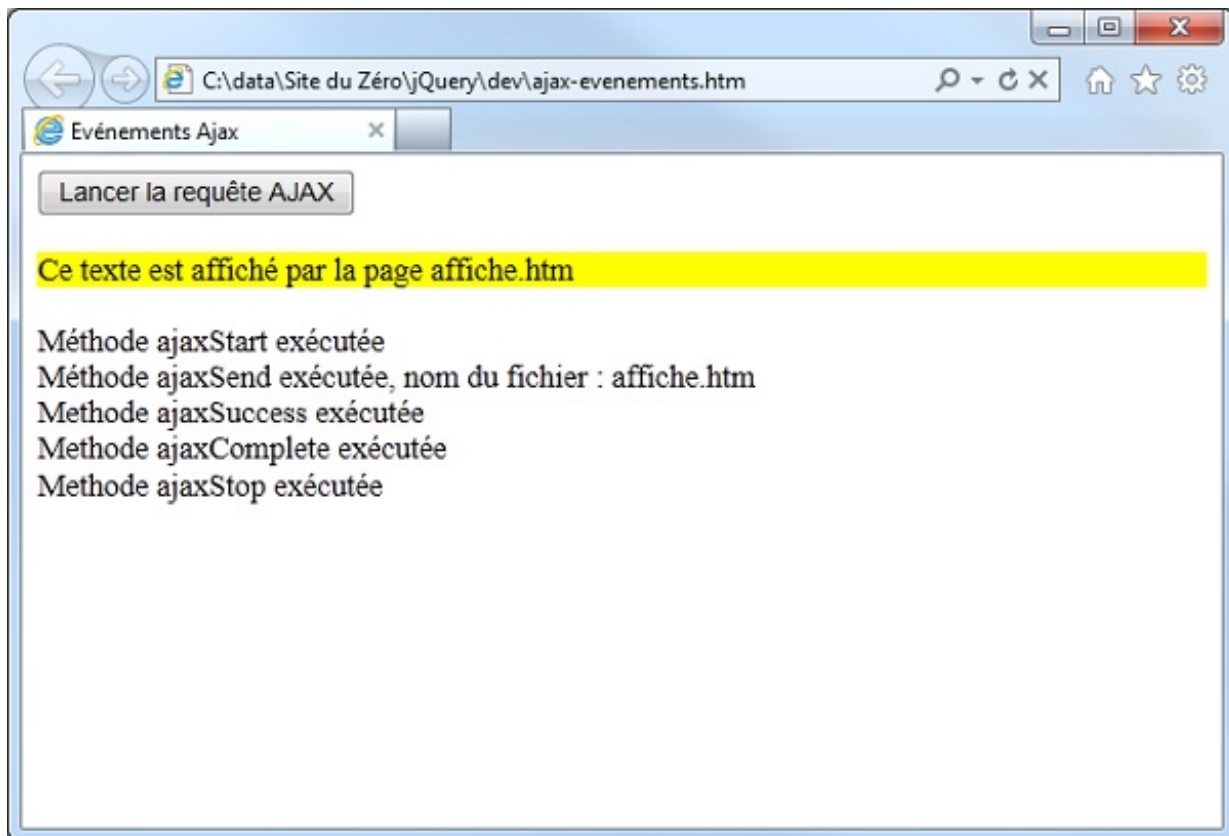 C:\data\Site du Zéro\jQuery\dev\ajax-evenements.htm
Evénements Ajax
Lancer la requête AJAX
Ce texte est affiché par la page affiche.htm
Méthode ajaxStart exécutée
Méthode ajaxSend exécutée, nom du fichier : affiche.htm
Methode ajaxSuccess exécutée
Methode ajaxComplete exécutée
Methode ajaxStop exécutée